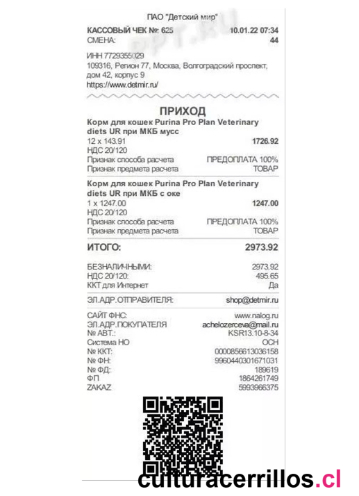 ПАО "Детский мир"
КАССОВЫЙ ЧЕК № 625 10.01.22 07:34
СМЕНА: 44
ИНН 7729355029
109316, Регион 77, Москва, Волгоградский проспект,
дом 42, корпус 9
https://www.detmir.ru/
ПРИХОД
Корм для кошек Purina Pro Plan Veterinary
diets UR при МКБ мусс
12 x 143.91 1726.92
НДС 20/120
Признак способа расчета ПРЕДОПЛАТА 100%
Признак предмета расчета ТОВАР
Корм для кошек Purina Pro Plan Veterinary
diets UR при МКБ с оке
1 x 1247.00 1247.00
НДС 20/120
Признак способа расчета ПРЕДОПЛАТА 100%
Признак предмета расчета ТОВАР
ИТОГО: 2973.92
БЕЗНАЛИЧНЫМИ: 2973.92
НДС 20/120: 495.65
ККТ для Интернет Да
ЭЛ.АДР.ОТПРАВИТЕЛЯ: shop@detmir.ru
САЙТ ФНС: www.nalog.ru
ЭЛ.АДР.ПОКУПАТЕЛЯ achelozerceva@mail.ru
№ АВТ.: KSR13.10-8-34
Система НО ОСН
№ ККТ: 0000856613036158
№ ФН: 9960440301671031
№ ФД: 189619
ФП 1864261749
ZAKAZ 5993966375
culturacerrillos.cl